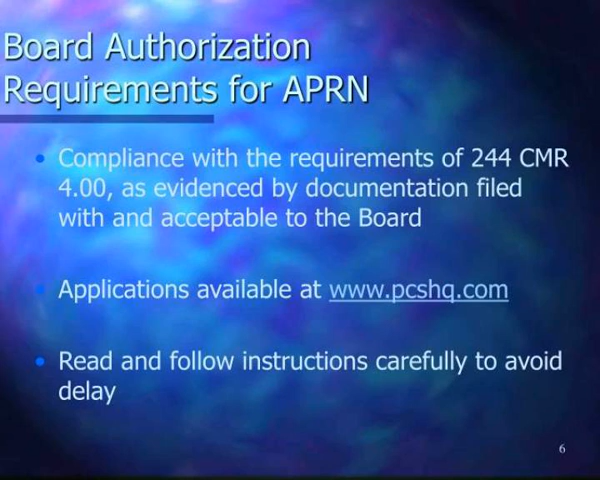 Board Authorization
Requirements for APRN
• Compliance with the requirements of 244 CMR
4.00, as evidenced by documentation filed
with and acceptable to the Board
• Applications available at www.pcshq.com
• Read and follow instructions carefully to avoid
delay
6